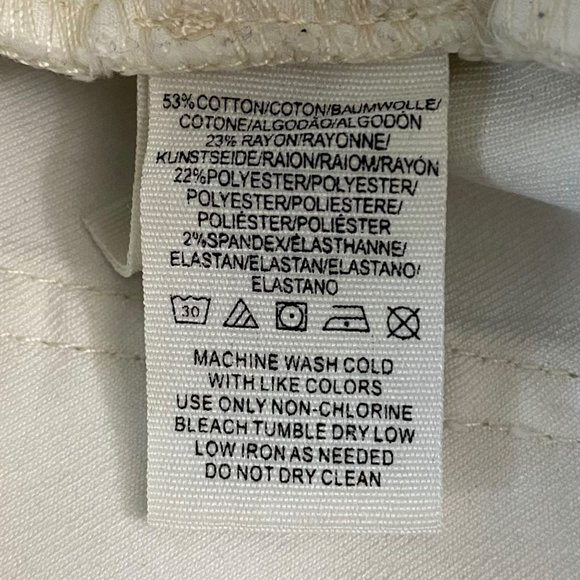 53%COTTON/COTON/BAUMWOLLE/
COTONE/ALGODÃO/ALGODÓN
23% RAYON/RAYONNE/
KUNSTSEIDE/RAION/RAIOM/RAYÓN
22%POLYESTER/POLYESTER/
POLYESTER/POLIESTERE/
POLIÉSTER/POLIÉSTER
2%SPANDEX/ÉLASTHANNE/
ELASTAN/ELASTAN/ELASTANO/
ELASTANO
30
MACHINE WASH COLD
WITH LIKE COLORS
USE ONLY NON-CHLORINE
BLEACH TUMBLE DRY LOW
LOW IRON AS NEEDED
DO NOT DRY CLEAN